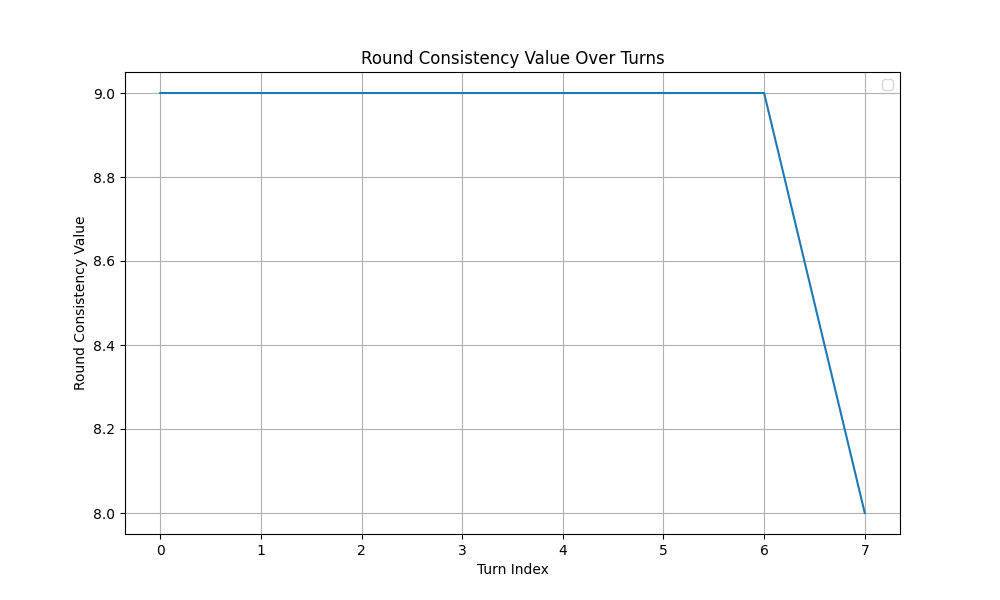 Round Consistency Value Over Turns
9.0
8.8
8.6
8.4
8.2
8.0
Round Consistency Value
0 1 2 3 4 5 6 7
Turn Index